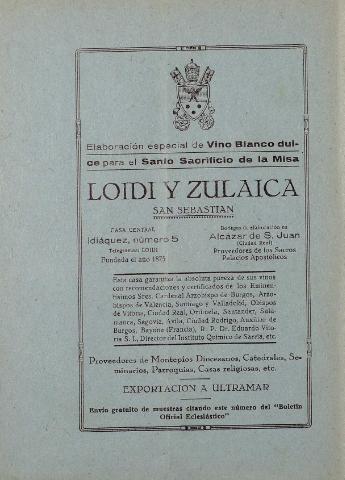 Elaboración especial de Vino Blanco dul-
ce para el Santo Sacrificio de la Misa
LOIDI Y ZULAICA
SAN SEBASTIAN
CASA CENTRAL
Idiáquez, número 5
Telegramas: LOIDI
Fundada el año 1875
Bodegas de elaboración en
Alcázar de S. Juan
(Ciudad Real)
Proveedores de los Sacros
Palacios Apostólicos
Esta casa garantiza la absoluta pureza de sus vinos
con recomendaciones y certificados de los Eminen-
tísimos Sres. Cardenal Arzobispo de Burgos, Arzo-
bispos de Valencia, Santiago y Valladolid, Obispos
de Vitoria, Ciudad Real, Orihuela, Santander, Sala-
manca, Segovia, Avila, Ciudad Rodrigo, Auxiliar de
Burgos, Bayona (Francia), R. P. Dr. Eduardo Vito-
ria S. I., Director del Instituto Químico de Sarriá, etc.
Proveedores de Montepios Diocesanos, Catedrales, Se-
minarios, Parroquias, Casas religiosas, etc.
EXPORTACION A ULTRAMAR
Envío gratuito de muestras citando este número del "Boletín
Oficial Eclesiástico"